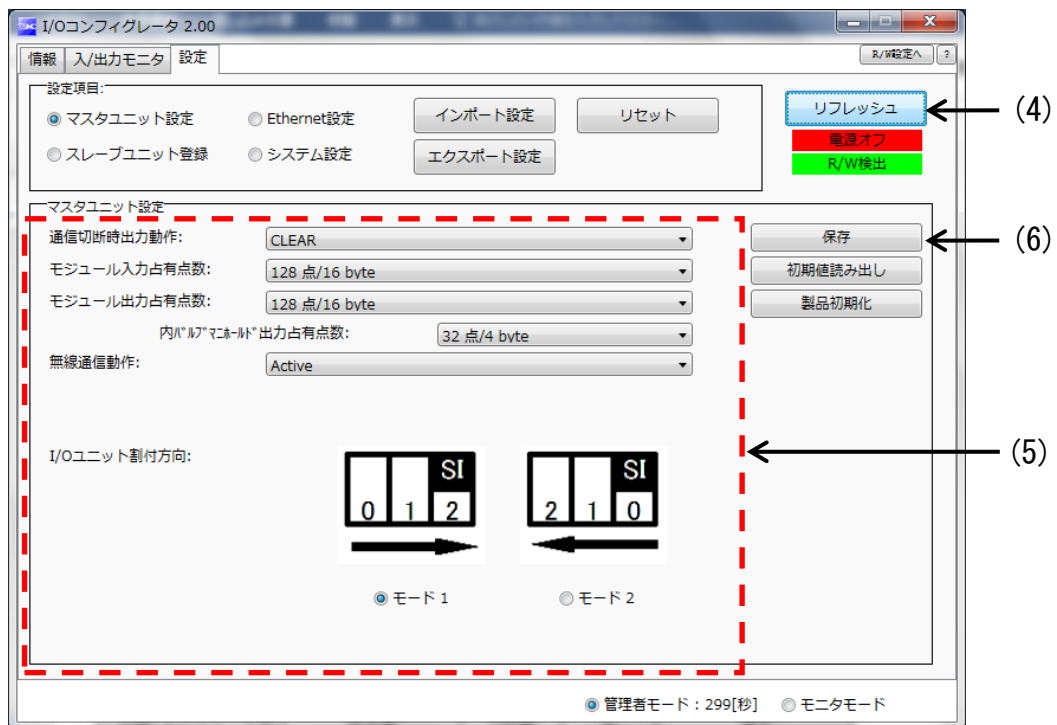 I/Oコンフィグレータ 2.00
情報 入/出力モニタ 設定 R/W設定へ ?
設定項目:
マスタユニット設定 Ethernet設定 インポート設定 リセット リフレッシュ (4)
電源オフ
スレーブユニット登録 システム設定 エクスポート設定 R/W検出
マスタユニット設定
通信切断時出力動作: CLEAR 保存 (6)
モジュール入力占有点数: 128 点/16 byte 初期値読み出し
モジュール出力占有点数: 128 点/16 byte 製品初期化
内ﾊﾞﾙﾌﾞﾏﾆﾎｰﾙﾄﾞ出力占有点数: 32 点/4 byte
無線通信動作: Active
I/Oユニット割付方向: (5)
SI SI
0 1 2 2 1 0
モード 1 モード 2
管理者モード：299[秒] モニタモード